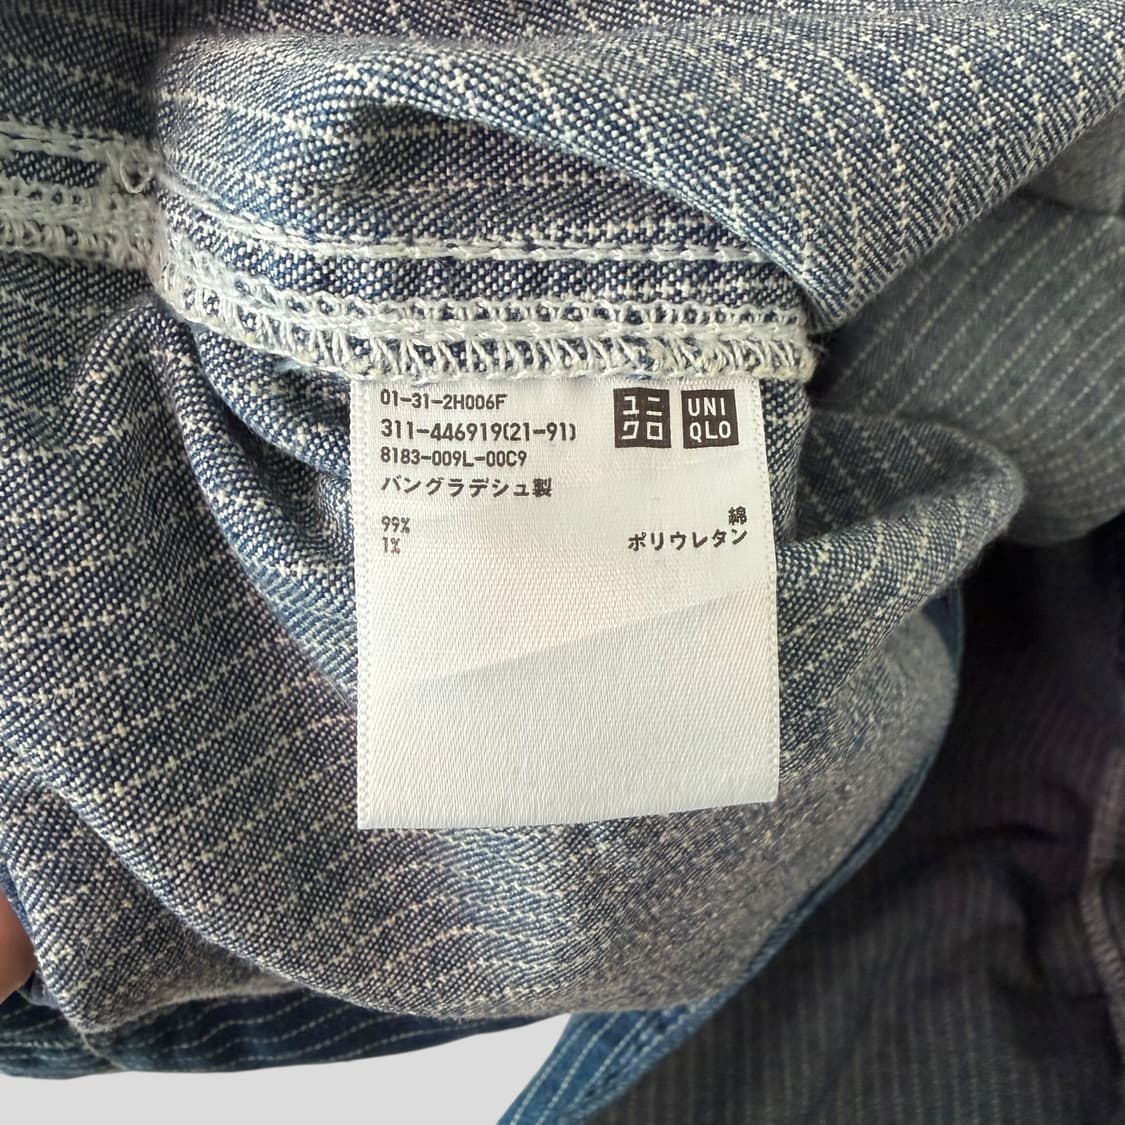 01-31-2H006F
311-446919(21-91)
8183-009L-00C9
バングラデシュ製
ユニ
クロ
UNI
QLO
99% 綿
1% ポリウレタン